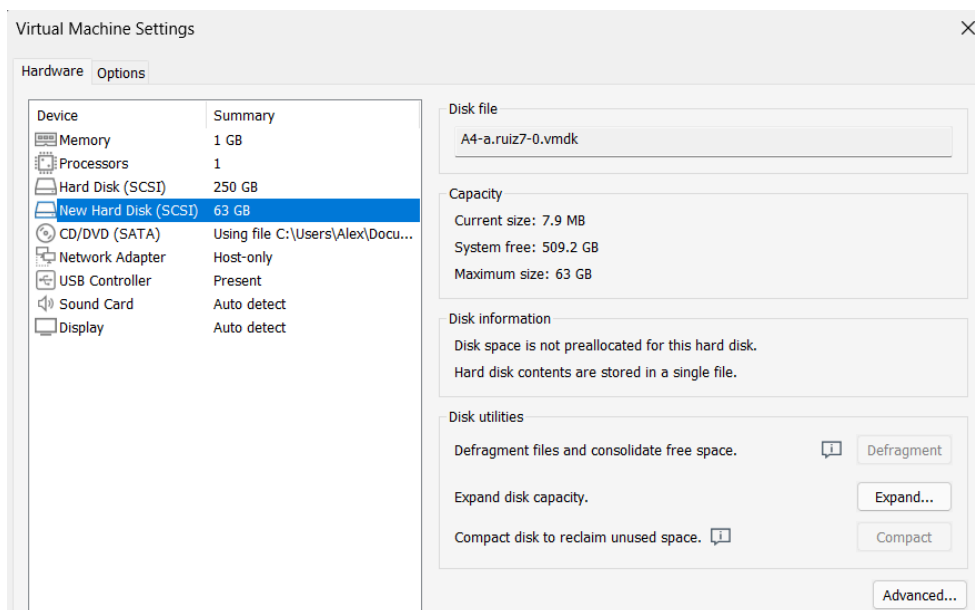 Virtual Machine Settings
Hardware Options
Device Summary
Memory 1 GB
Processors 1
Hard Disk (SCSI) 250 GB
New Hard Disk (SCSI) 63 GB
CD/DVD (SATA) Using file C:\Users\Alex\Docu...
Network Adapter Host-only
USB Controller Present
Sound Card Auto detect
Display Auto detect
Disk file
A4-a.ruiz7-0.vmdk
Capacity
Current size: 7.9 MB
System free: 509.2 GB
Maximum size: 63 GB
Disk information
Disk space is not preallocated for this hard disk.
Hard disk contents are stored in a single file.
Disk utilities
Defragment files and consolidate free space. Defragment
Expand disk capacity. Expand...
Compact disk to reclaim unused space. Compact
Advanced...